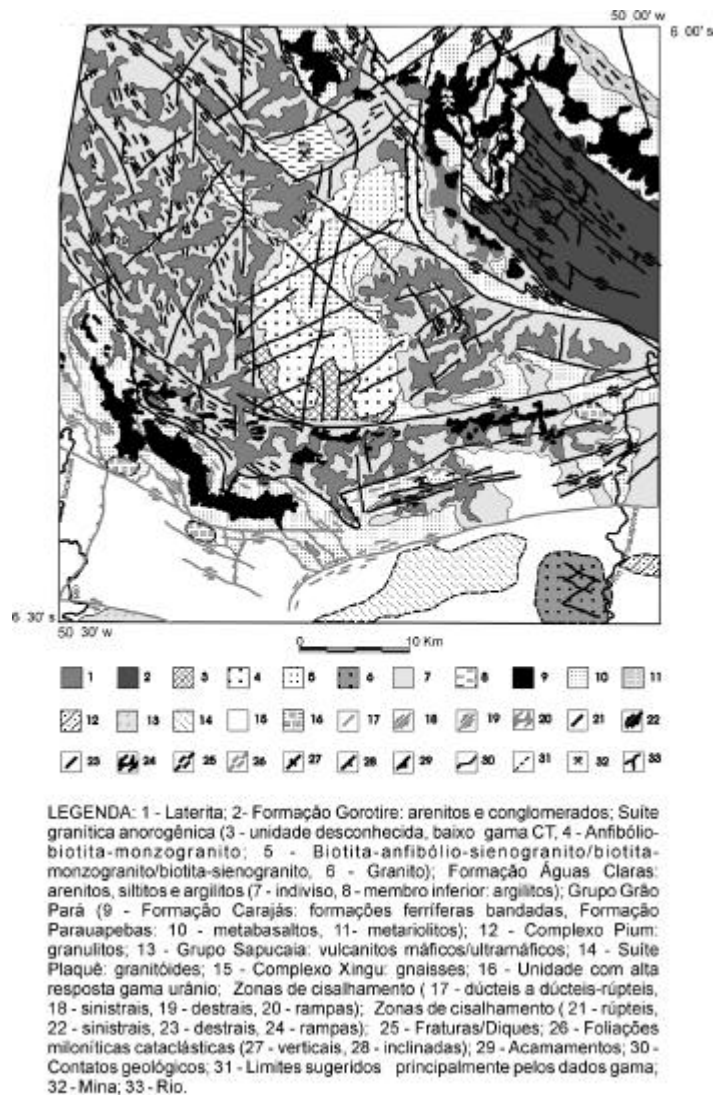 50 00' w
6 00' s
6 30' s
50 30' w
0 10 Km
1 2 3 4 5 6 7 8 9 10 11
12 13 14 15 16 17 18 19 20 21 22
23 24 25 26 27 28 29 30 31 32 33
LEGENDA: 1 - Laterita; 2- Formação Gorotire: arenitos e conglomerados; Suíte
granítica anorogênica (3 - unidade desconhecida, baixo gama CT, 4 - Anfibólio-
biotita-monzogranito; 5 - Biotita-anfibólio-sienogranito/biotita-
monzogranito/biotita-sienogranito, 6 - Granito); Formação Águas Claras:
arenitos, siltitos e argilitos (7 - indiviso, 8 - membro inferior: argilitos); Grupo Grão
Pará (9 - Formação Carajás: formações ferríferas bandadas, Formação
Parauapebas: 10 - metabasaltos, 11- metariolitos); 12 - Complexo Pium:
granulitos; 13 - Grupo Sapucaia: vulcanitos máficos/ultramáficos; 14 - Suíte
Plaquê: granitóides; 15 - Complexo Xingu: gnaisses; 16 - Unidade com alta
resposta gama urânio; Zonas de cisalhamento ( 17 - dúcteis a dúcteis-rúpteis,
18 - sinistrais, 19 - destrais, 20 - rampas); Zonas de cisalhamento ( 21 - rúpteis,
22 - sinistrais, 23 - destrais, 24 - rampas); 25 - Fraturas/Diques; 26 - Foliações
miloníticas cataclásticas (27 - verticais, 28 - inclinadas); 29 - Acamamentos; 30 -
Contatos geológicos; 31 - Limites sugeridos principalmente pelos dados gama;
32 - Mina; 33 - Rio.